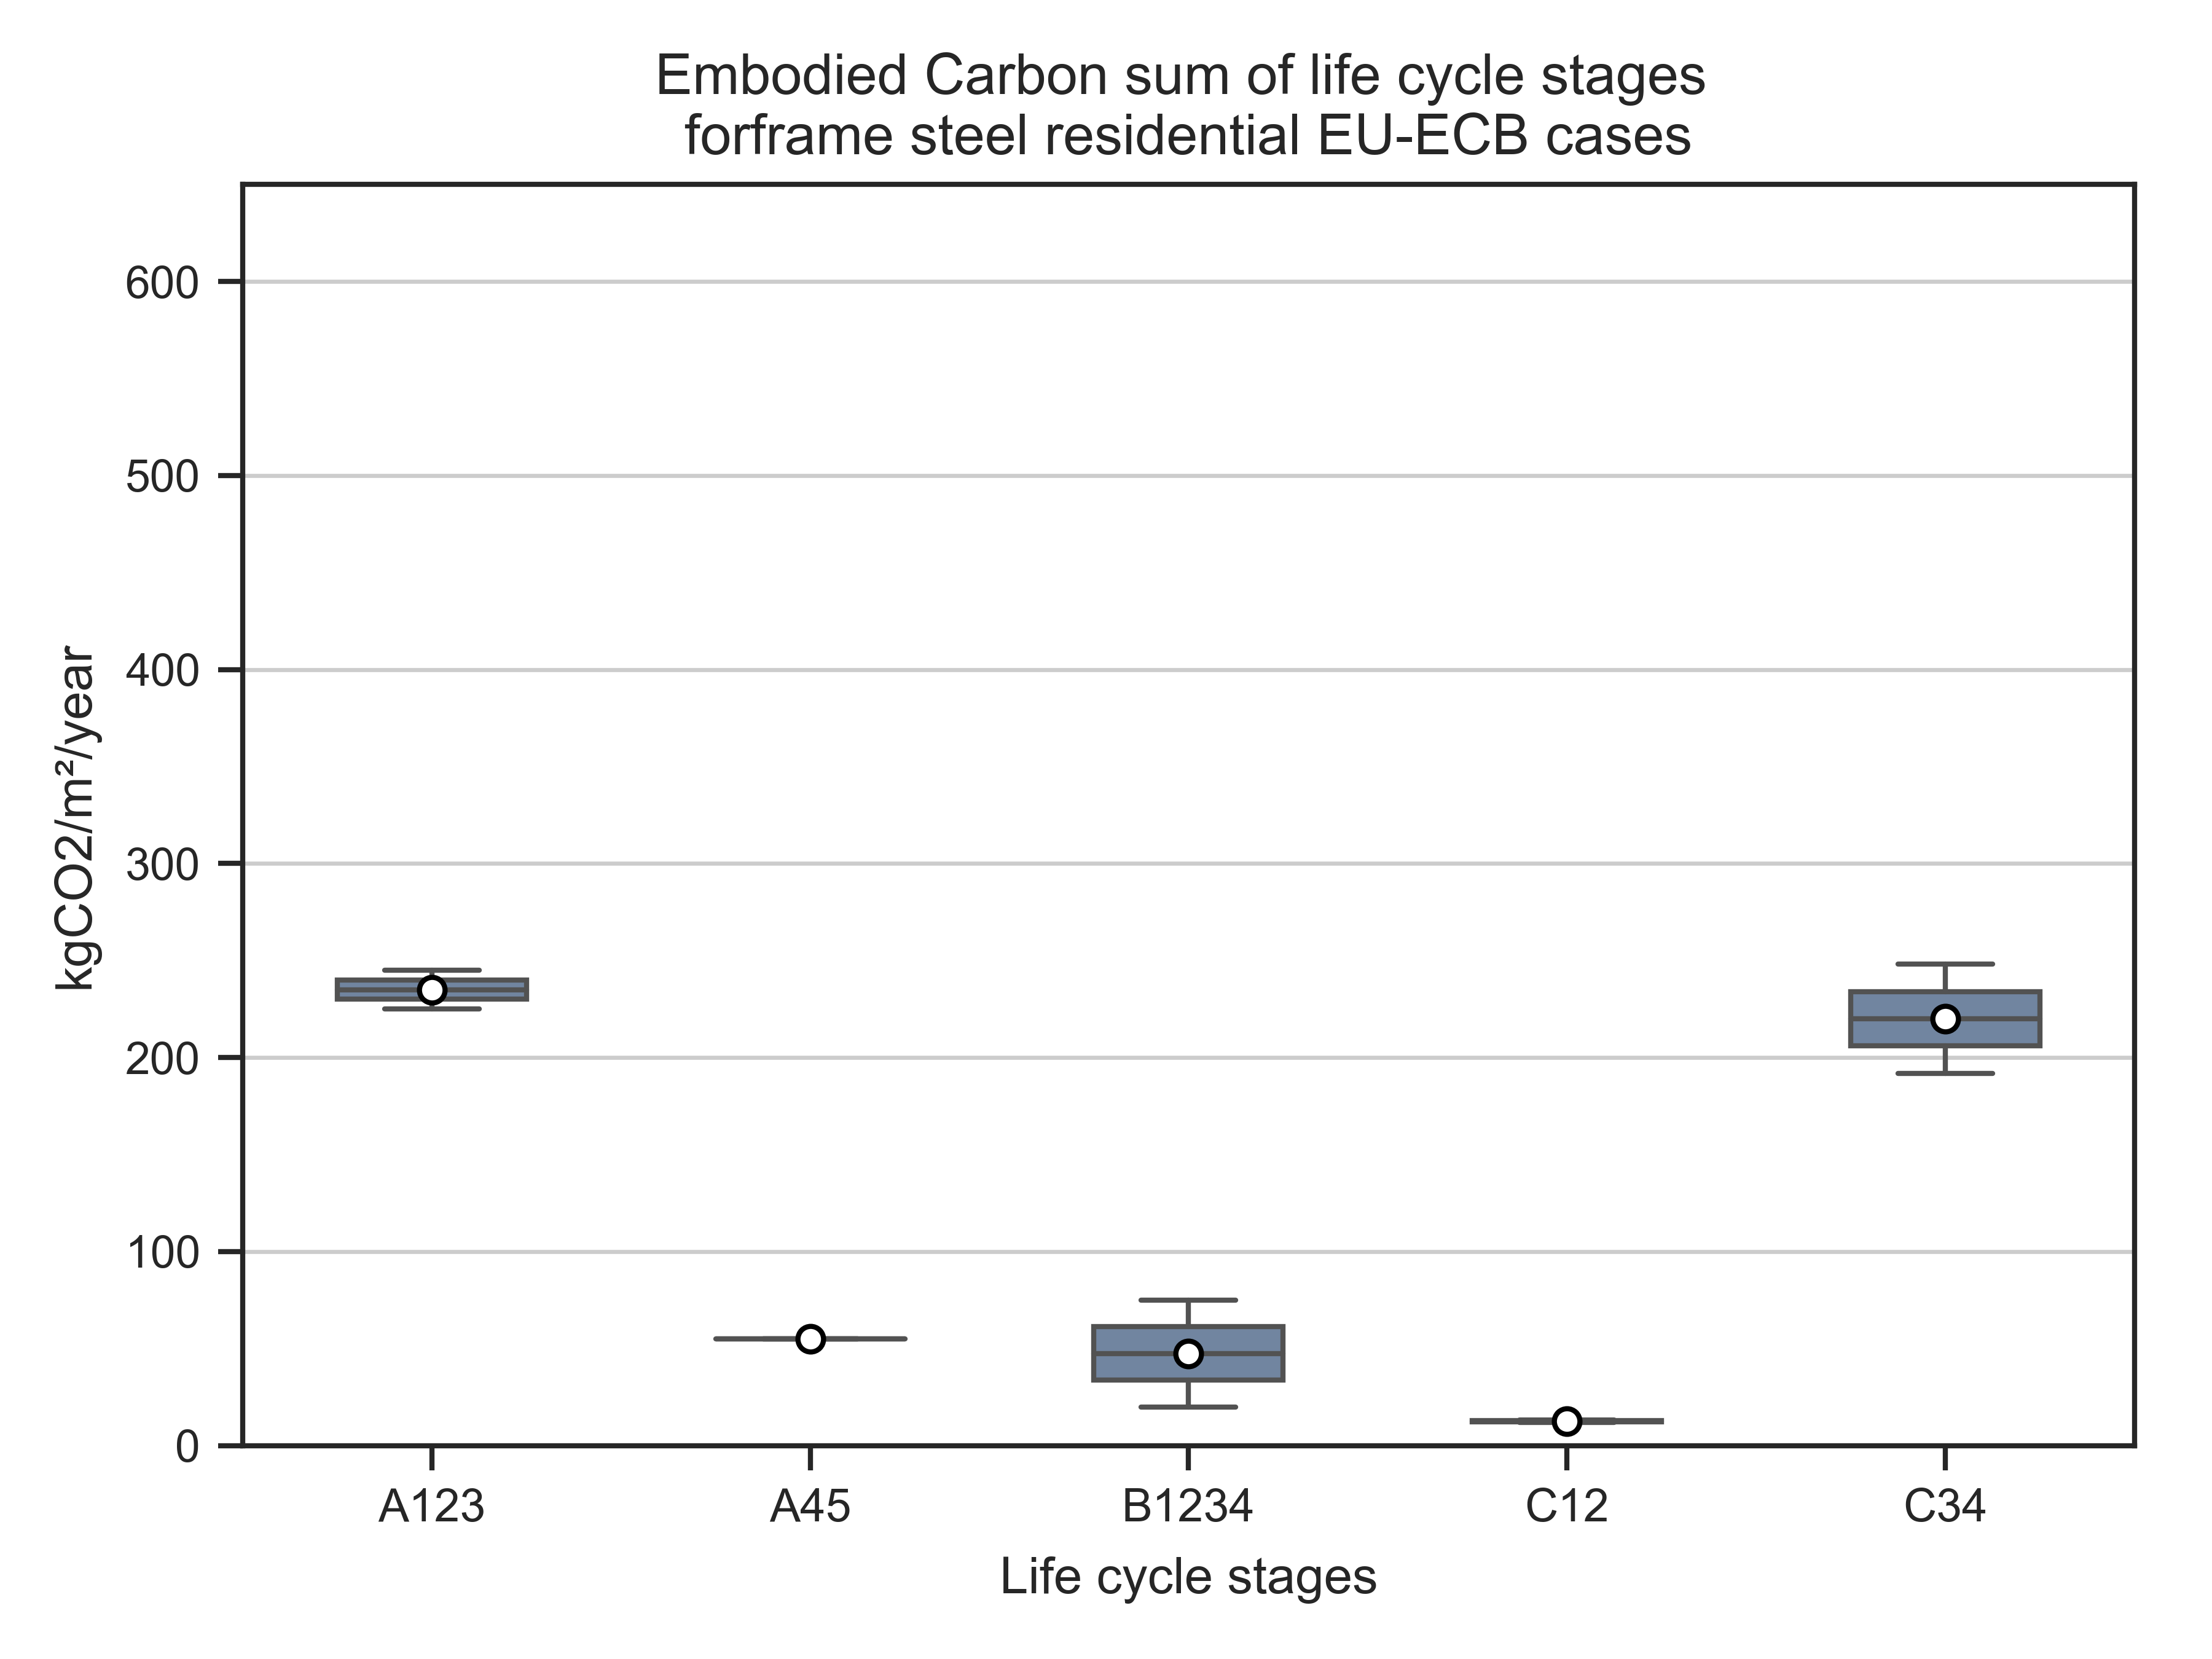 Embodied Carbon sum of life cycle stages
forframe steel residential EU-ECB cases
kgCO2/m²/year
600
500
400
300
200
100
0
A123
A45
B1234
C12
C34
Life cycle stages